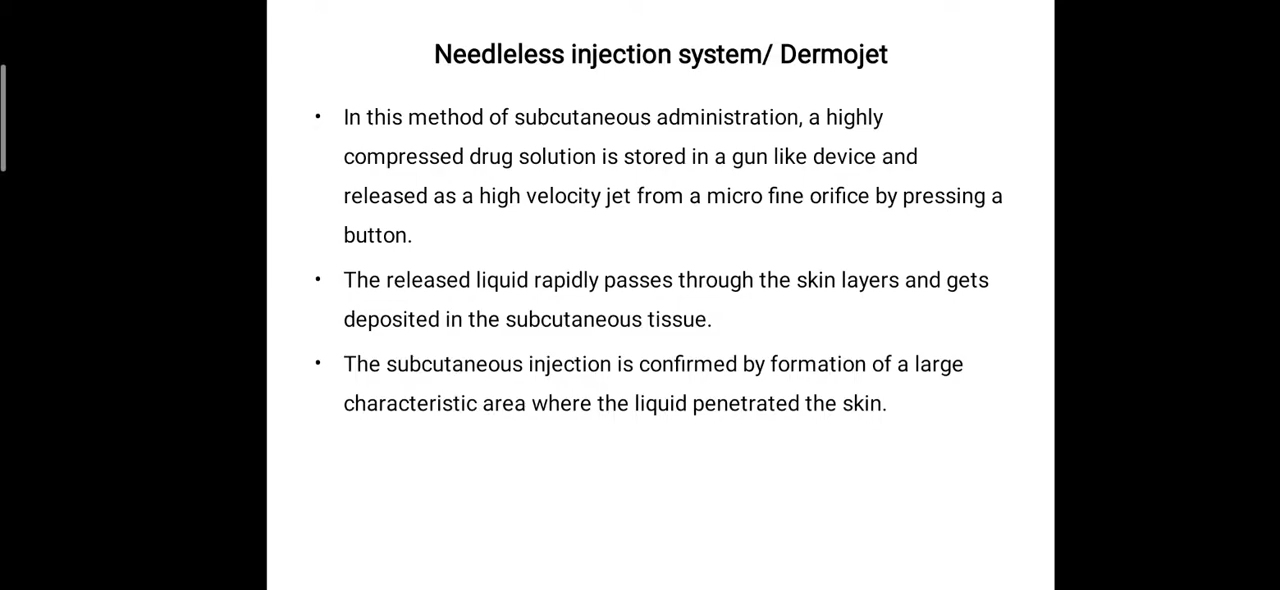 Needleless injection system/ Dermojet
• In this method of subcutaneous administration, a highly
compressed drug solution is stored in a gun like device and
released as a high velocity jet from a micro fine orifice by pressing a
button.
• The released liquid rapidly passes through the skin layers and gets
deposited in the subcutaneous tissue.
• The subcutaneous injection is confirmed by formation of a large
characteristic area where the liquid penetrated the skin.